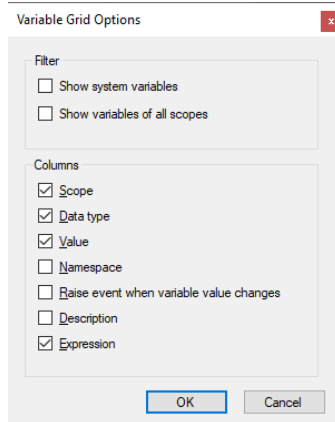 Variable Grid Options
x
Filter
Show system variables
Show variables of all scopes
Columns
Scope
Data type
Value
Namespace
Raise event when variable value changes
Description
Expression
OK Cancel